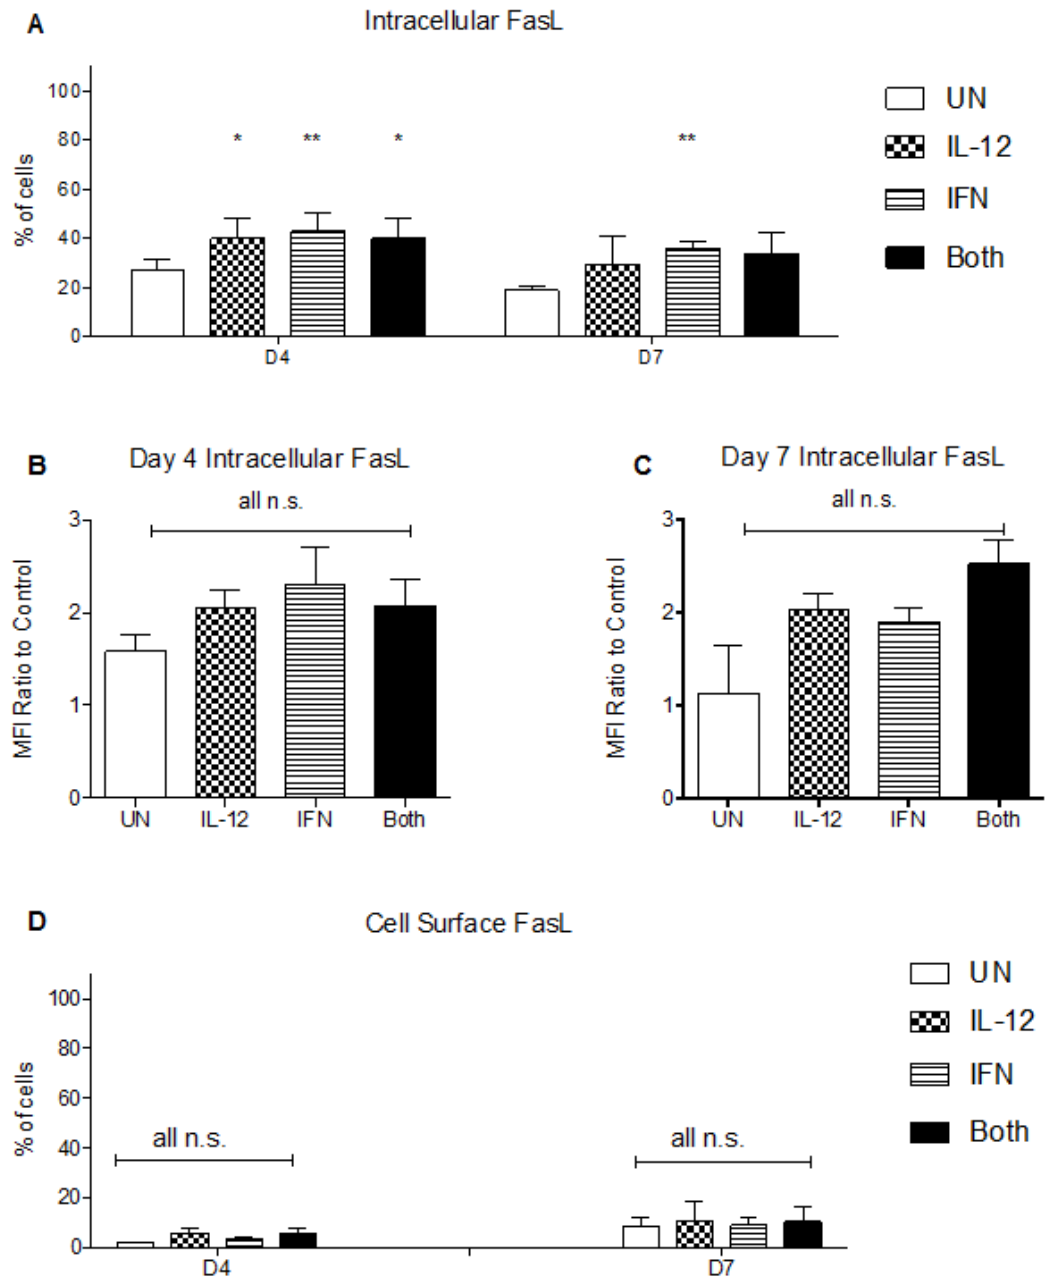 A
Intracellular FasL
% of cells
100
80
60
40
20
0
* ** * **
D4 D7
UN
IL-12
IFN
Both
B
Day 4 Intracellular FasL
all n.s.
MFI Ratio to Control
3
2
1
0
UN IL-12 IFN Both
C
Day 7 Intracellular FasL
all n.s.
MFI Ratio to Control
3
2
1
0
UN IL-12 IFN Both
D
Cell Surface FasL
% of cells
100
80
60
40
20
0
all n.s. all n.s.
D4 D7
UN
IL-12
IFN
Both